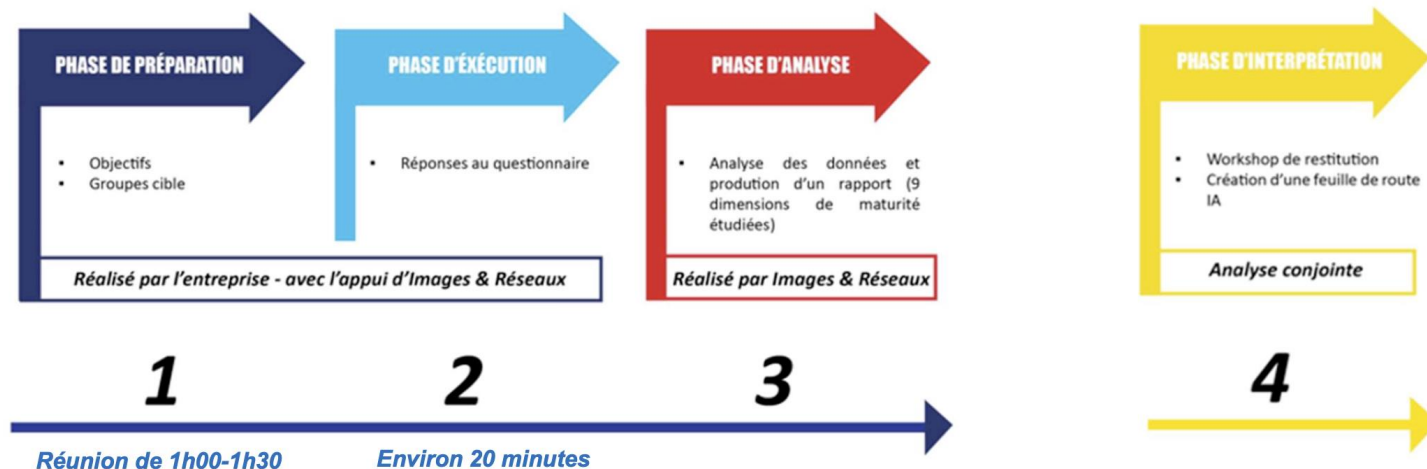 PHASE DE PRÉPARATION
Objectifs
Groupes cible
PHASE D'ÉXÉCUTION
Réponses au questionnaire
Réalisé par l'entreprise - avec l'appui d'Images & Réseaux
PHASE D'ANALYSE
Analyse des données et
prodution d'un rapport (9
dimensions de maturité
étudiées)
Réalisé par Images & Réseaux
PHASE D'INTERPRÉTATION
Workshop de restitution
Création d'une feuille de route
IA
Analyse conjointe
1
2
3
4
Réunion de 1h00-1h30
Environ 20 minutes